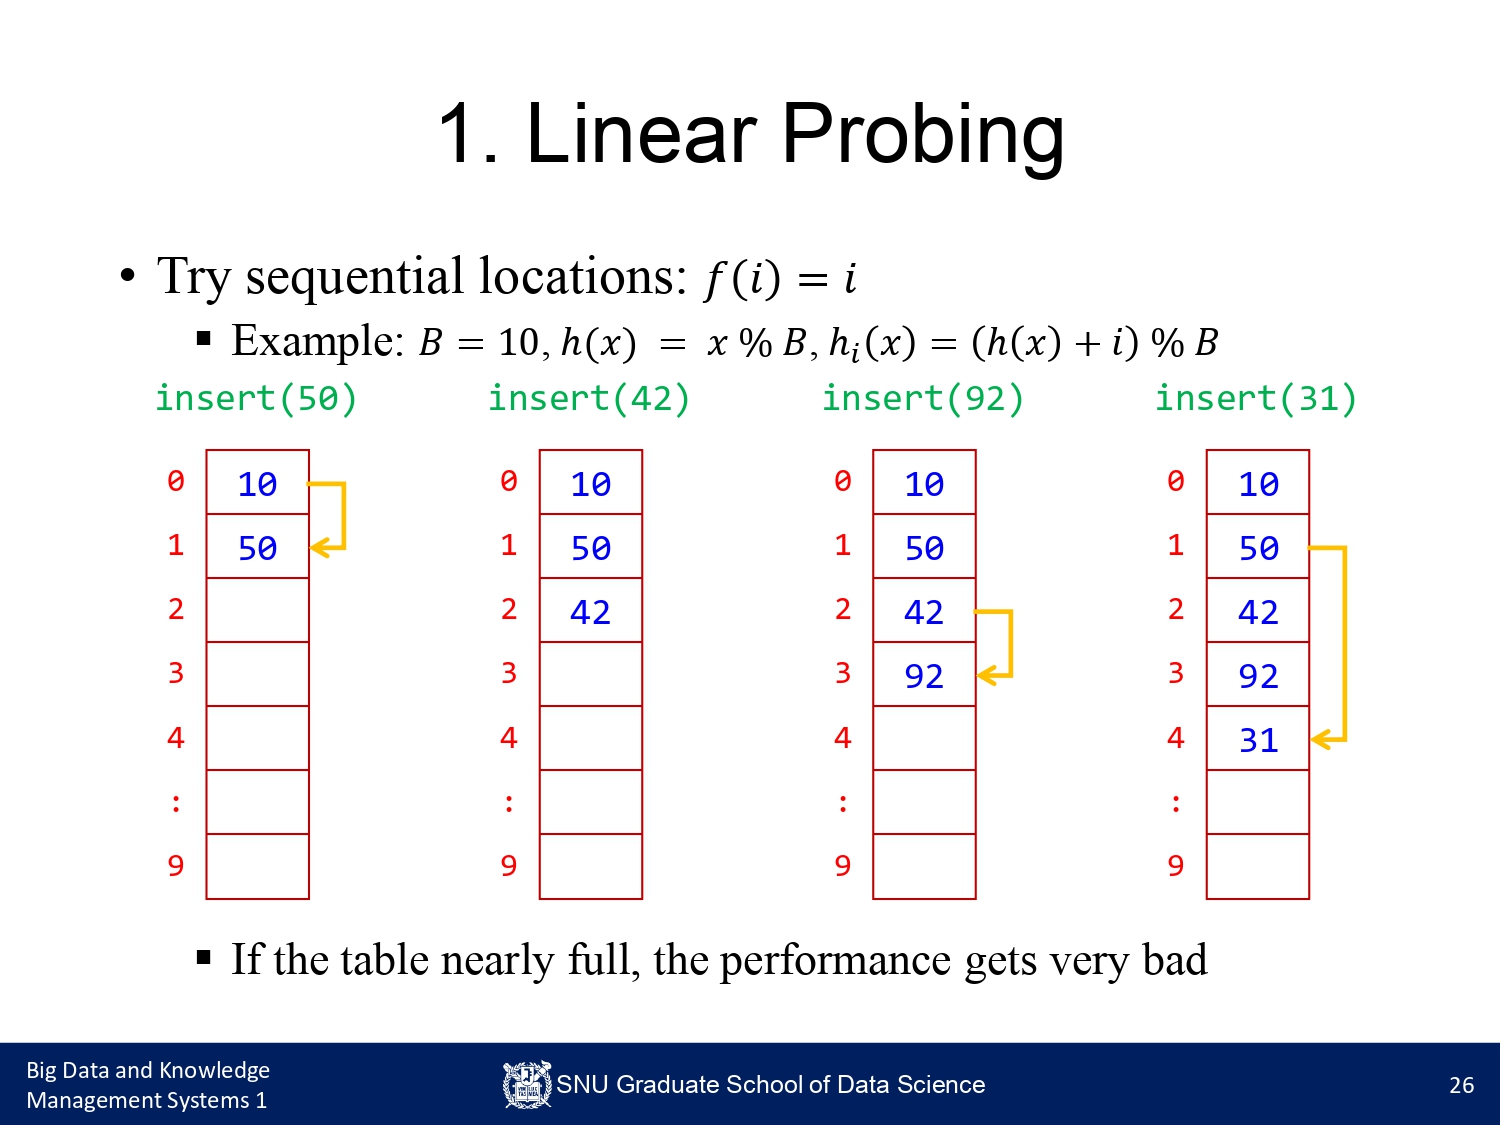 1. Linear Probing
• Try sequential locations: f(i) = i
▪ Example: B = 10, h(x) = x % B, hᵢ(x) = (h(x) + i) % B
insert(50) insert(42) insert(92) insert(31)
0 10 0 10 0 10 0 10
1 50 1 50 1 50 1 50
2 2 42 2 42 2 42
3 3 3 92 3 92
4 4 4 4 31
: : : :
9 9 9 9
▪ If the table nearly full, the performance gets very bad
Big Data and Knowledge
Management Systems 1
SNU Graduate School of Data Science
26